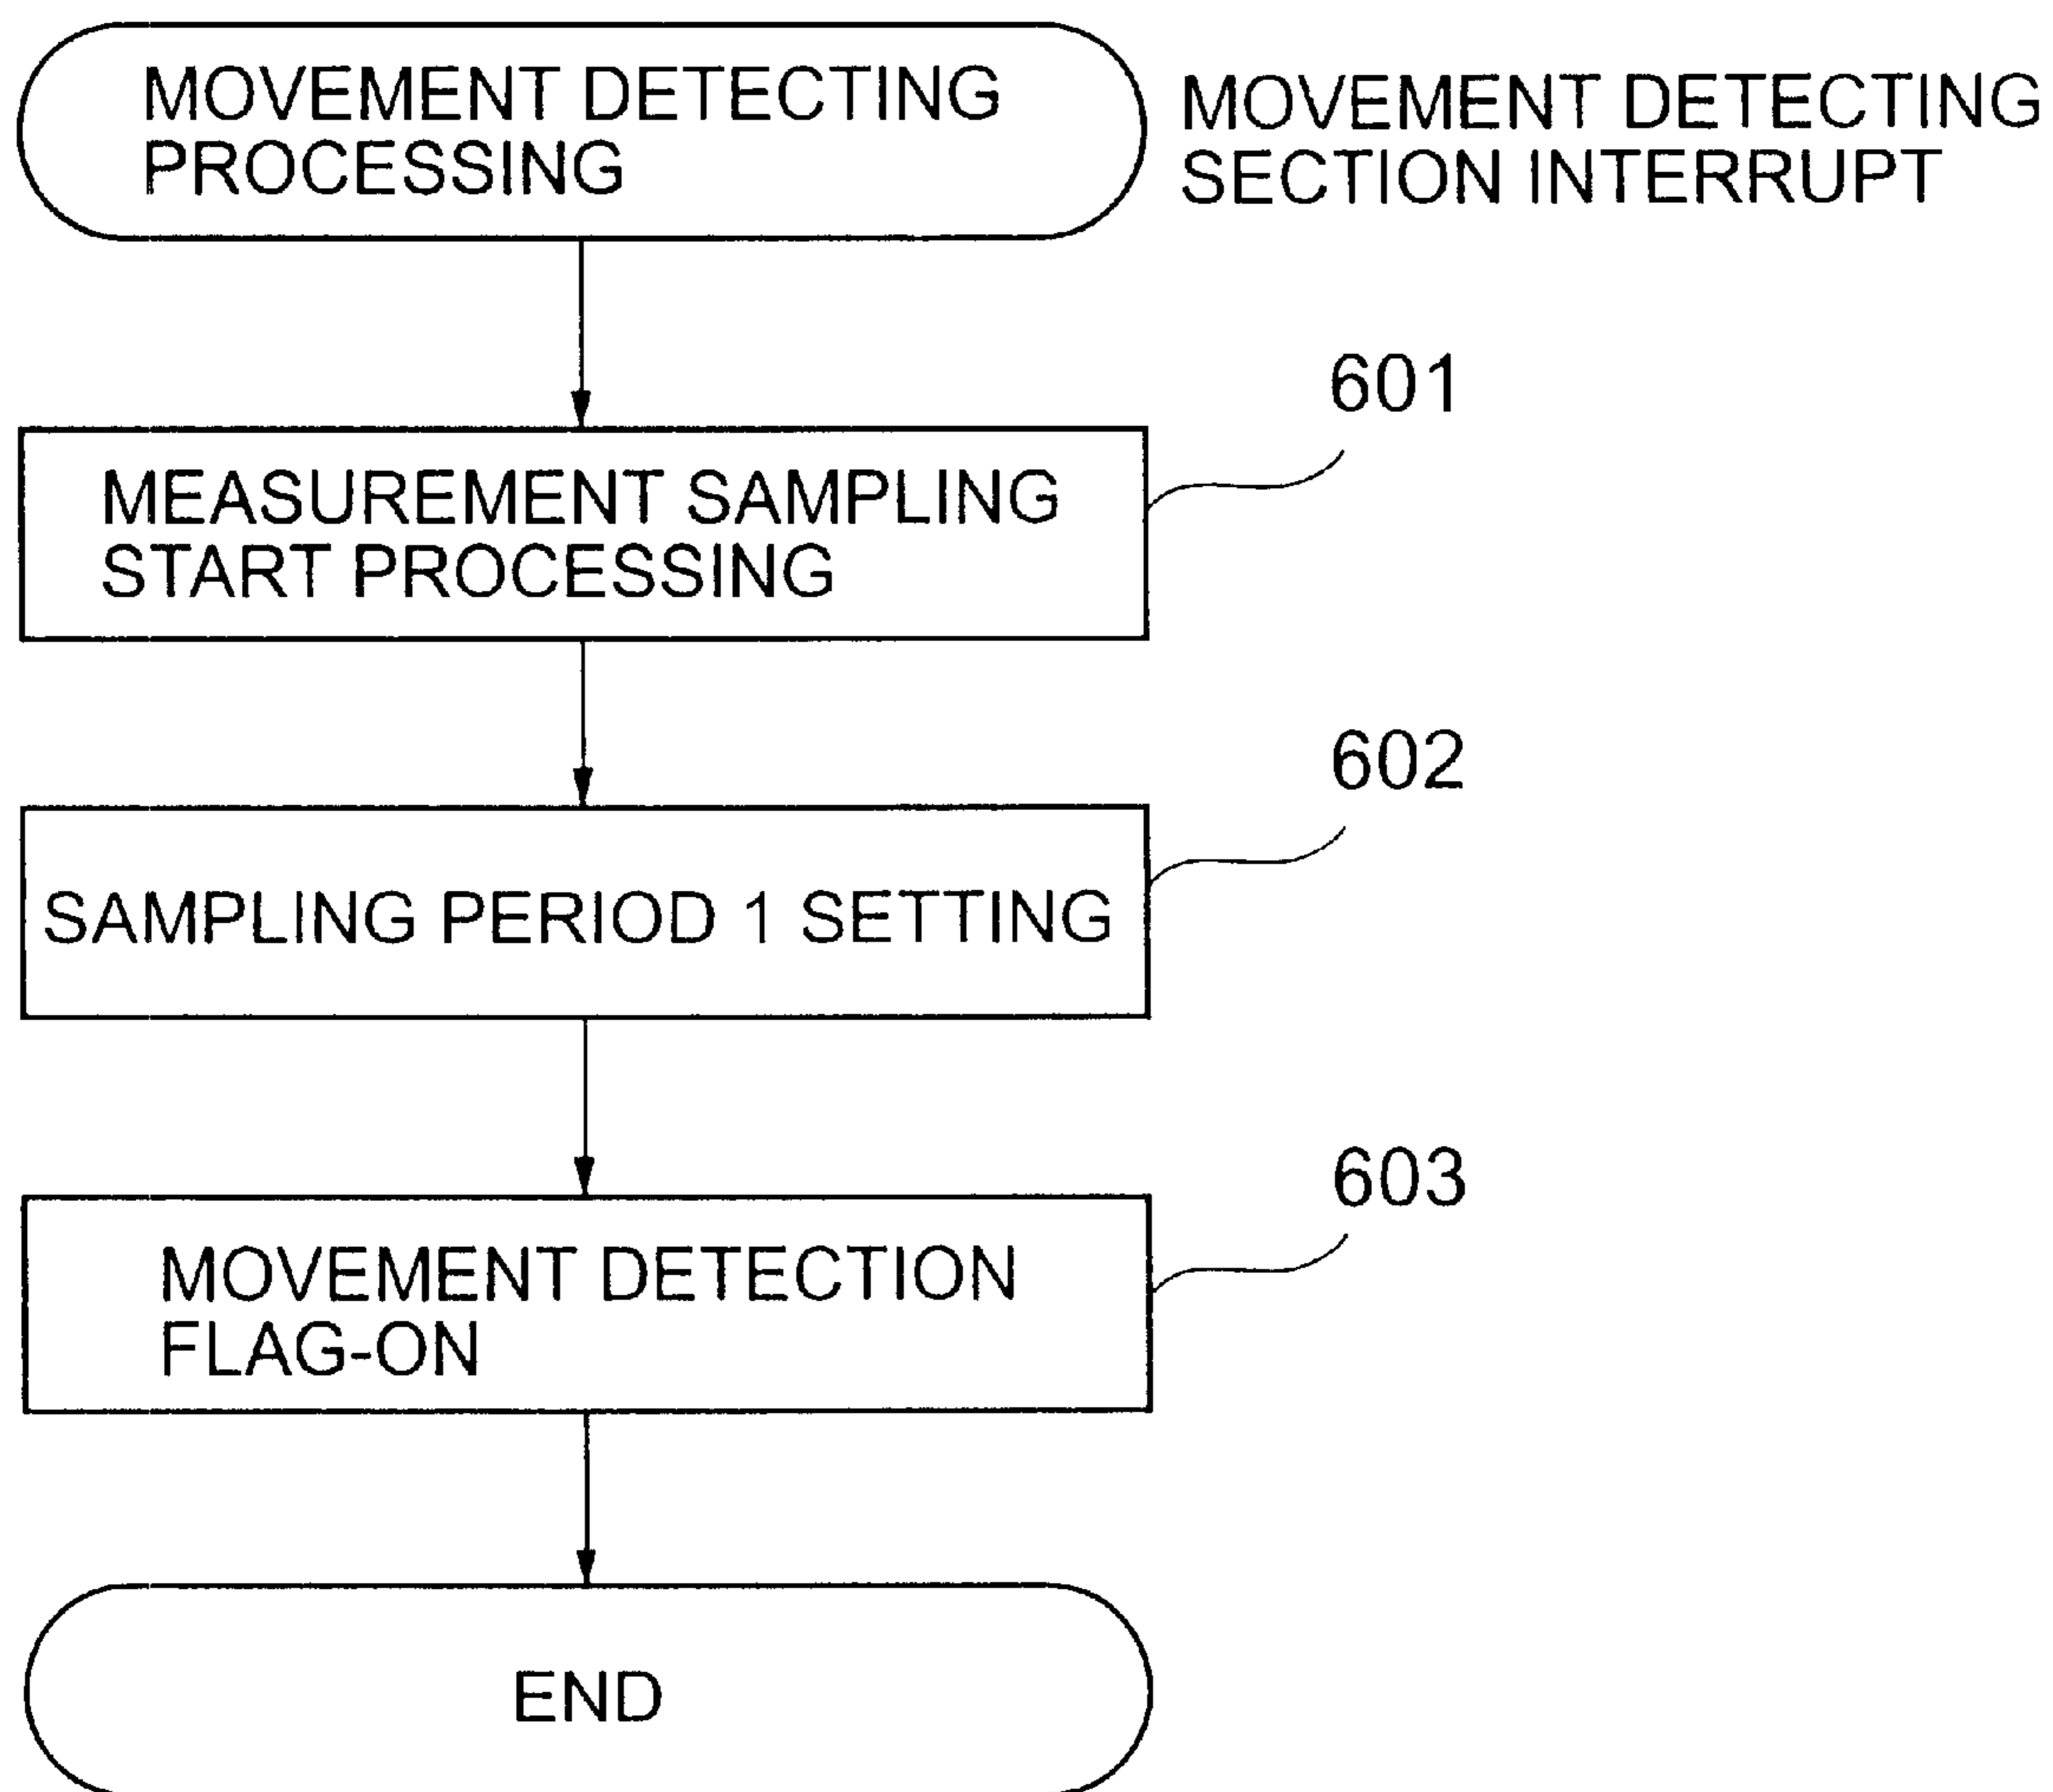 MOVEMENT DETECTING
PROCESSING
MOVEMENT DETECTING
SECTION INTERRUPT
601
MEASUREMENT SAMPLING
START PROCESSING
602
SAMPLING PERIOD 1 SETTING
603
MOVEMENT DETECTION
FLAG-ON
END